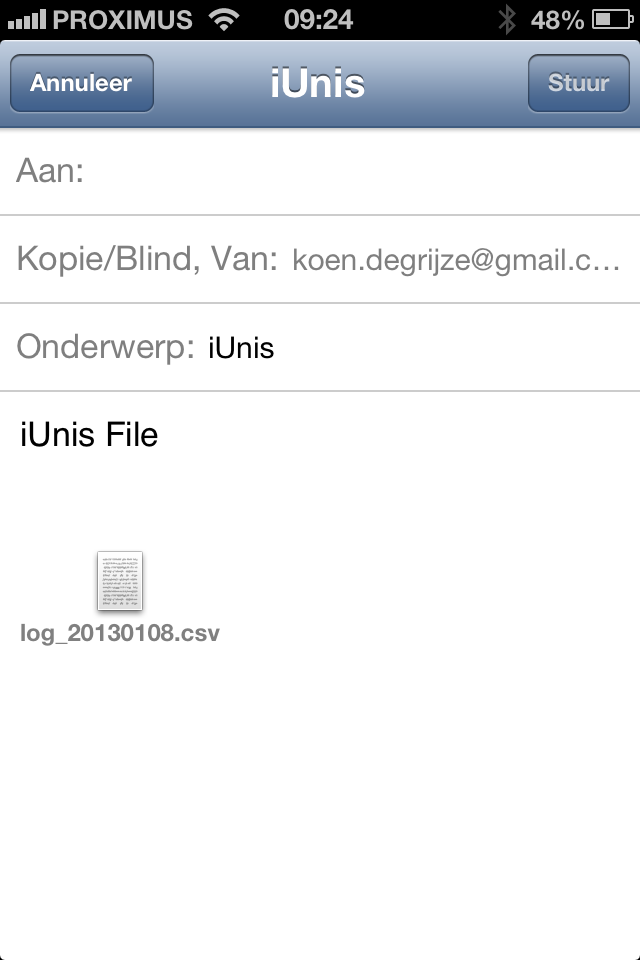 PROXIMUS 09:24 48%
Annuleer iUnis Stuur
Aan:
Kopie/Blind, Van: koen.degrijze@gmail.c...
Onderwerp: iUnis
iUnis File
log_20130108.csv